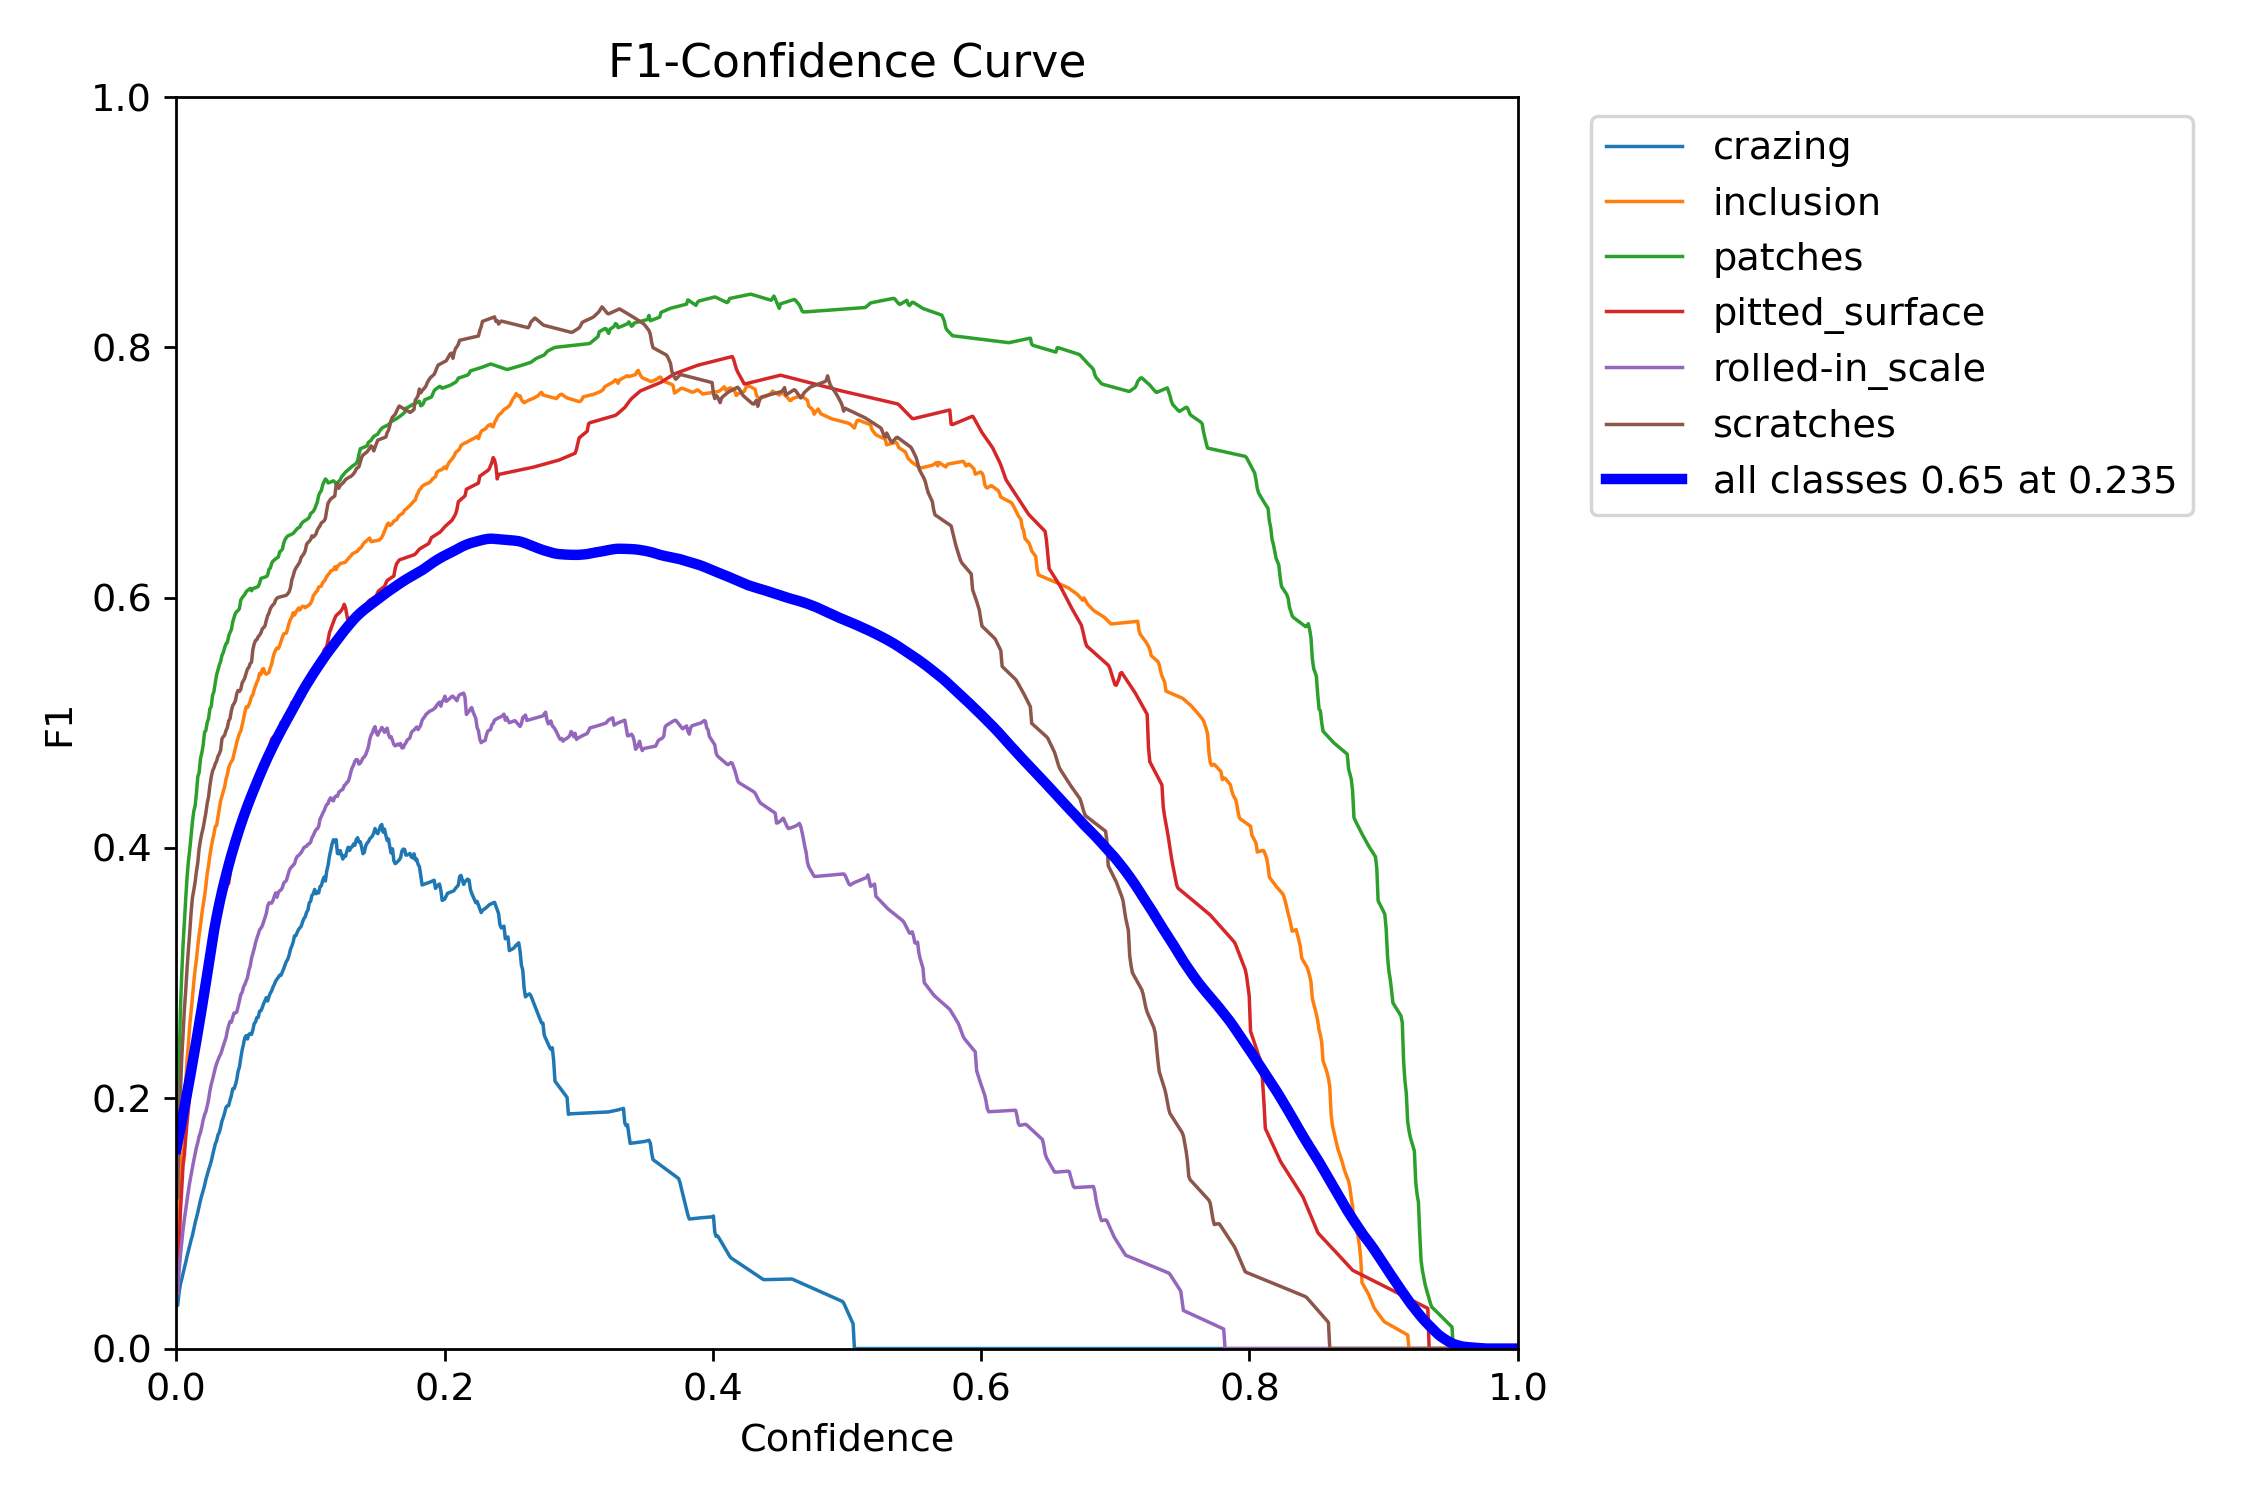 F1-Confidence Curve
1.0
0.8
0.6
0.4
0.2
0.0
F1
0.0 0.2 0.4 0.6 0.8 1.0
Confidence
crazing
inclusion
patches
pitted_surface
rolled-in_scale
scratches
all classes 0.65 at 0.235